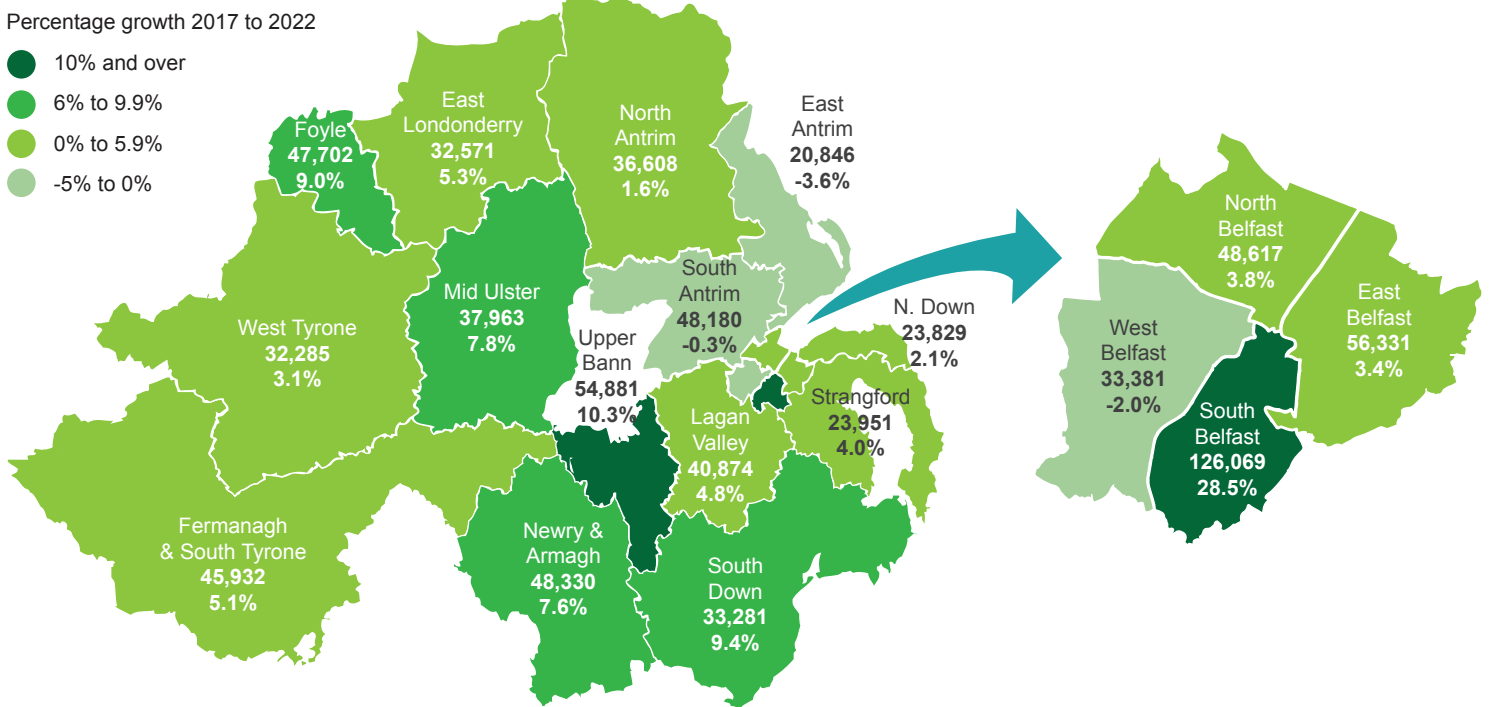 Percentage growth 2017 to 2022
10% and over
6% to 9.9%
0% to 5.9%
-5% to 0%
Foyle
47,702
9.0%
East
Londonderry
32,571
5.3%
North
Antrim
36,608
1.6%
East
Antrim
20,846
-3.6%
West Tyrone
32,285
3.1%
Mid Ulster
37,963
7.8%
South
Antrim
48,180
-0.3%
Upper
Bann
54,881
10.3%
N. Down
23,829
2.1%
Strangford
23,951
4.0%
Lagan
Valley
40,874
4.8%
Fermanagh
& South Tyrone
45,932
5.1%
Newry &
Armagh
48,330
7.6%
South
Down
33,281
9.4%
North
Belfast
48,617
3.8%
East
Belfast
56,331
3.4%
West
Belfast
33,381
-2.0%
South
Belfast
126,069
28.5%